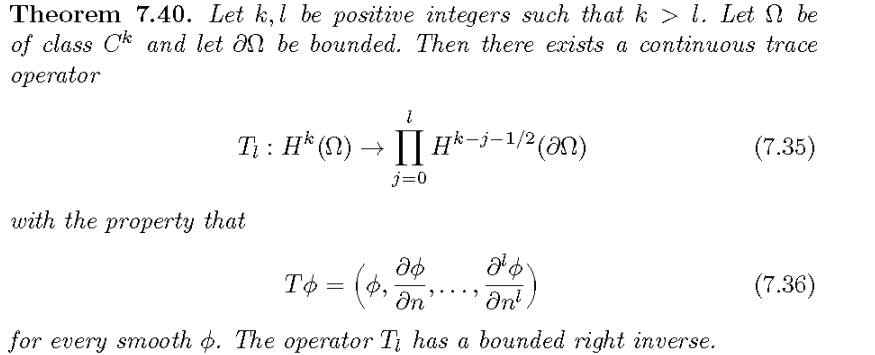 Theorem 7.40. Let k, l be positive integers such that k > l. Let Ω be
of class C^k and let ∂Ω be bounded. Then there exists a continuous trace
operator
T_l : H^k(Ω) → ∏_{j=0}^{l} H^{k−j−1/2}(∂Ω) (7.35)
with the property that
Tφ = (φ, ∂φ/∂n, . . . , ∂^lφ/∂n^l) (7.36)
for every smooth φ. The operator T_l has a bounded right inverse.